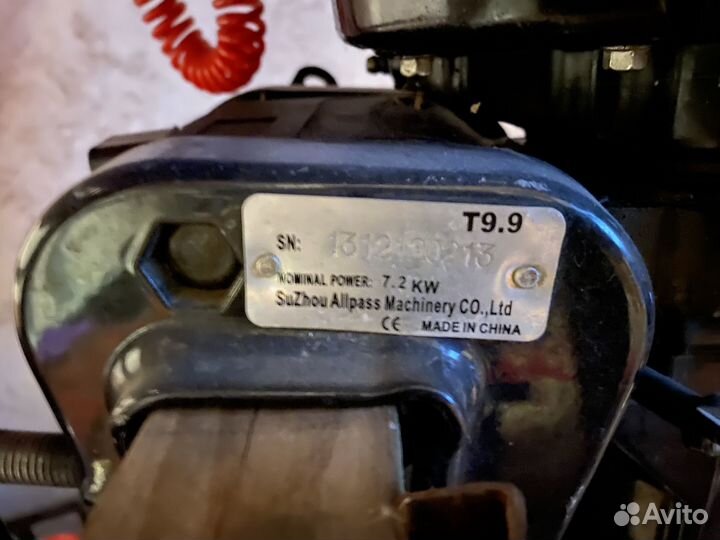 T9.9
SN: 1312130213
NOMINAL POWER: 7.2 KW
SuZhou Allpass Machinery CO.,Ltd
CE MADE IN CHINA
Avito